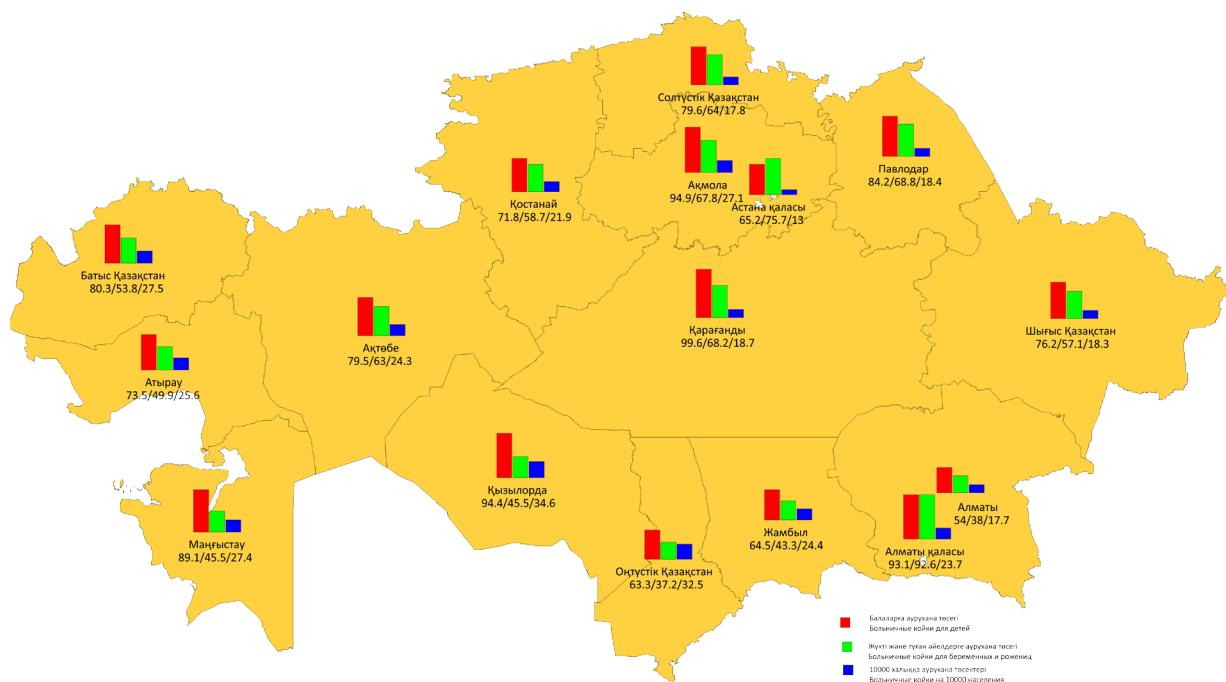 Солтүстік Қазақстан
79.6/64/17.8
Павлодар
84.2/68.8/18.4
Ақмола
94.9/67.8/27.1
Астана қаласы
65.2/75.7/13
Қостанай
71.8/58.7/21.9
Батыс Қазақстан
80.3/53.8/27.5
Ақтөбе
79.5/63/24.3
Қарағанды
99.6/68.2/18.7
Шығыс Қазақстан
76.2/57.1/18.3
Атырау
73.5/49.9/25.6
Қызылорда
94.4/45.5/34.6
Маңғыстау
89.1/45.5/27.4
Оңтүстік Қазақстан
63.3/37.2/32.5
Жамбыл
64.5/43.3/24.4
Алматы
54/38/17.7
Алматы қаласы
93.1/92.6/23.7
Балаларға аурухана төсегі
Больничные койки для детей
Жүкті және туған әйелдерге аурухана төсегі
Больничные койки для беременных и рожениц
10000 халыққа аурухана төсектері
Больничные койки на 10000 населения